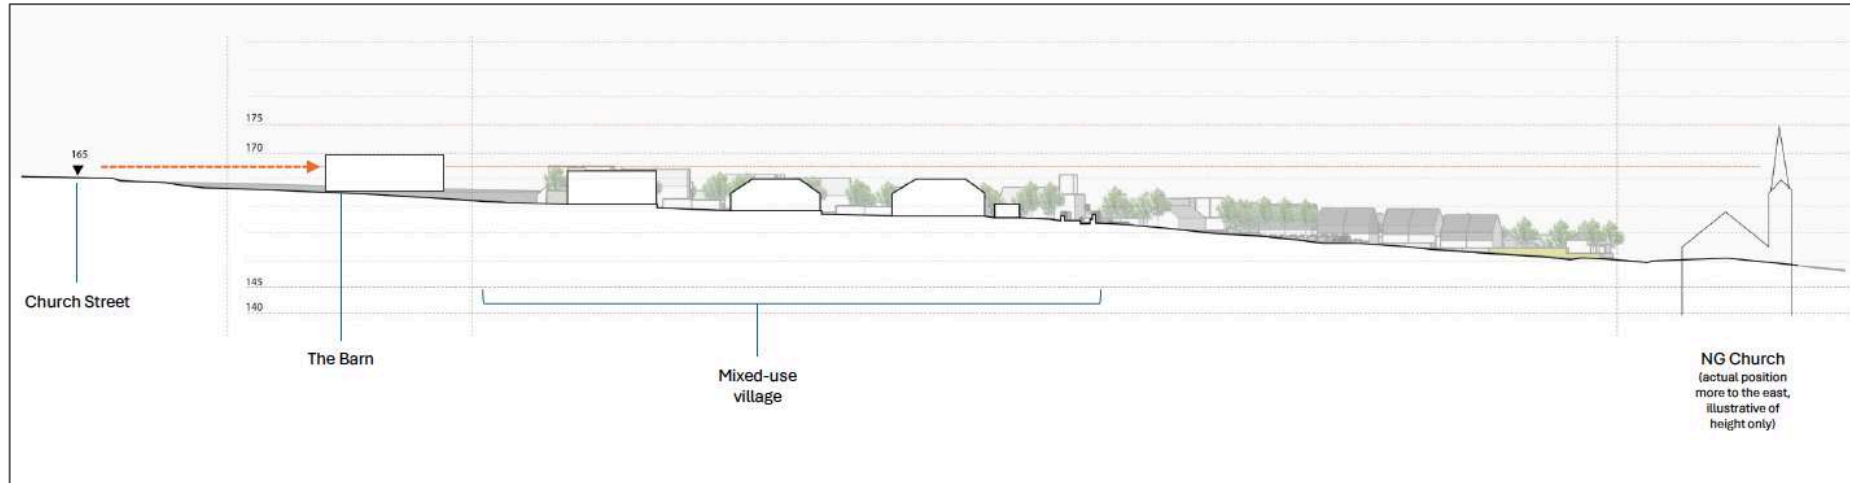 175
170
165
145
140
Church Street
The Barn
Mixed-use
village
NG Church
(actual position
more to the east,
illustrative of
height only)